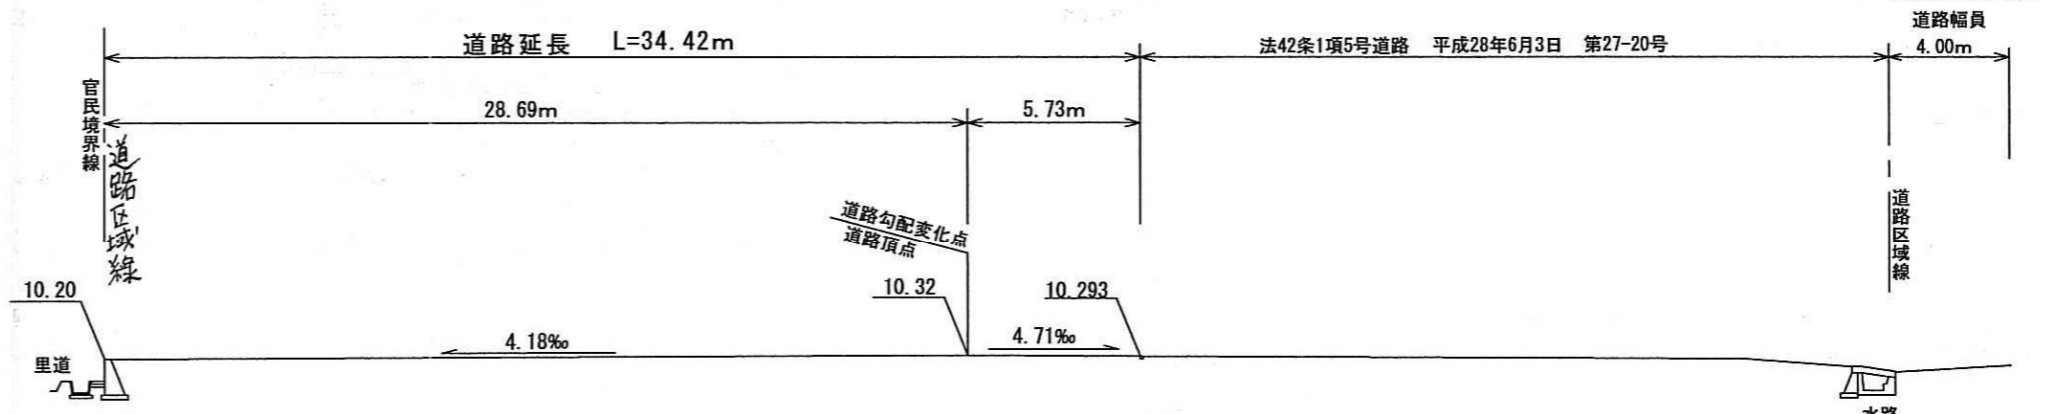 道路幅員
道路延長 L=34.42m
法42条1項5号道路 平成28年6月3日 第27-20号
4.00m
官民境界線
28.69m
5.73m
道路区域線
道路区域線
道路勾配変化点
道路頂点
10.20
10.32
10.293
4.18‰
4.71‰
里道
水路